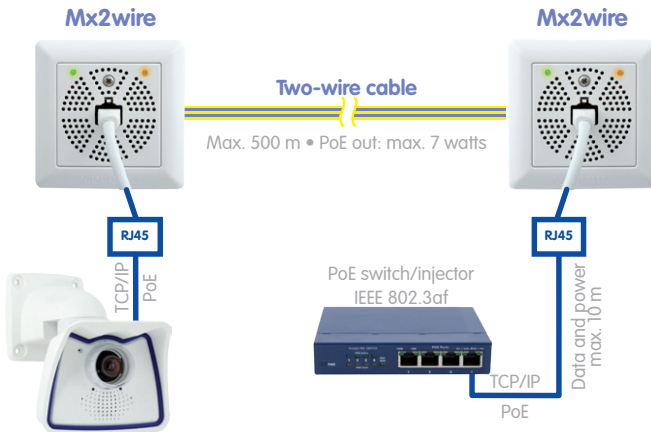 Mx2wire
Mx2wire
Two-wire cable
Max. 500 m • PoE out: max. 7 watts
RJ45
RJ45
TCP/IP
PoE
PoE switch/injector
IEEE 802.3af
Data and power
max. 10 m
TCP/IP
PoE